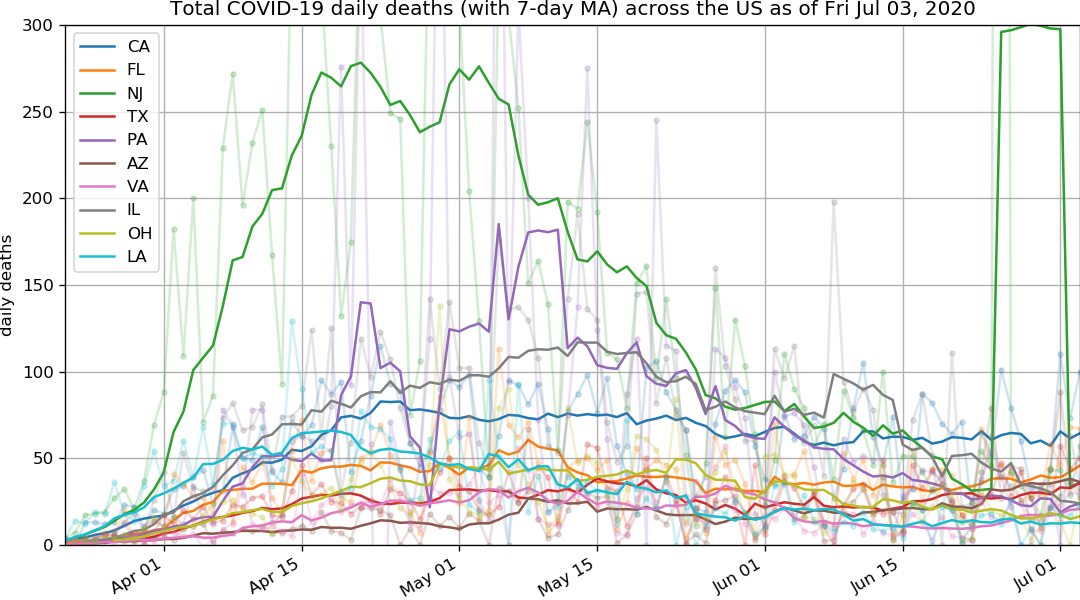 Total COVID-19 daily deaths (with 7-day MA) across the US as of Fri Jul 03, 2020
daily deaths
300
250
200
150
100
50
0
CA
FL
NJ
TX
PA
AZ
VA
IL
OH
LA
Apr 01
Apr 15
May 01
May 15
Jun 01
Jun 15
Jul 01